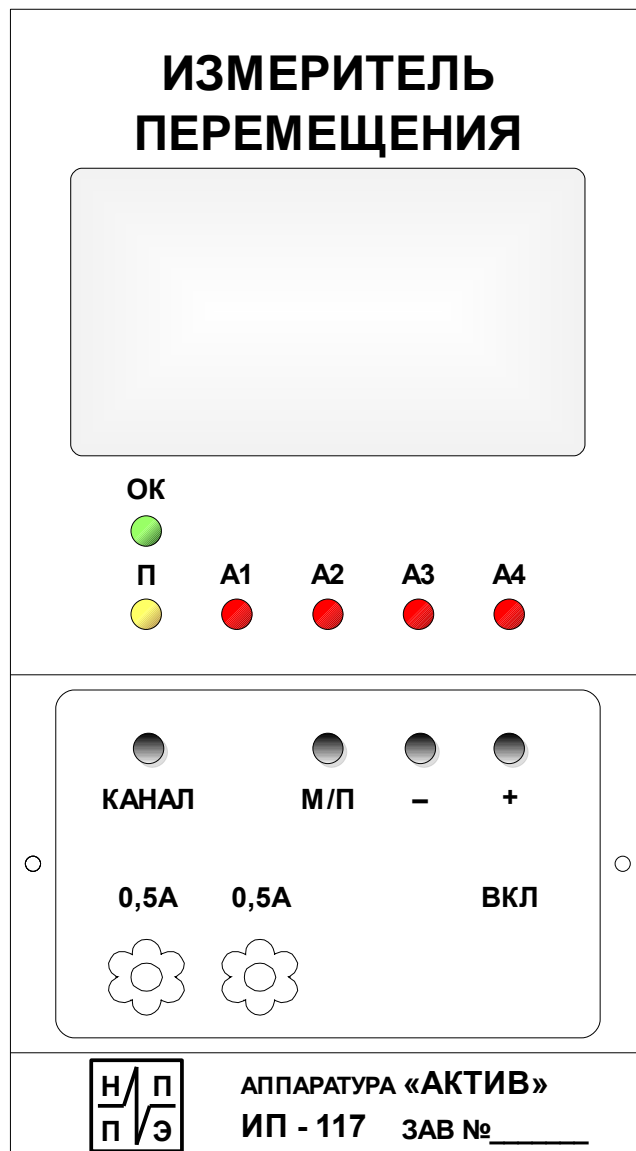 ИЗМЕРИТЕЛЬ
ПЕРЕМЕЩЕНИЯ
ОК
П А1 А2 А3 А4
КАНАЛ М/П – +
0,5А 0,5А ВКЛ
Н П
П Э
АППАРАТУРА «АКТИВ»
ИП - 117 ЗАВ №______